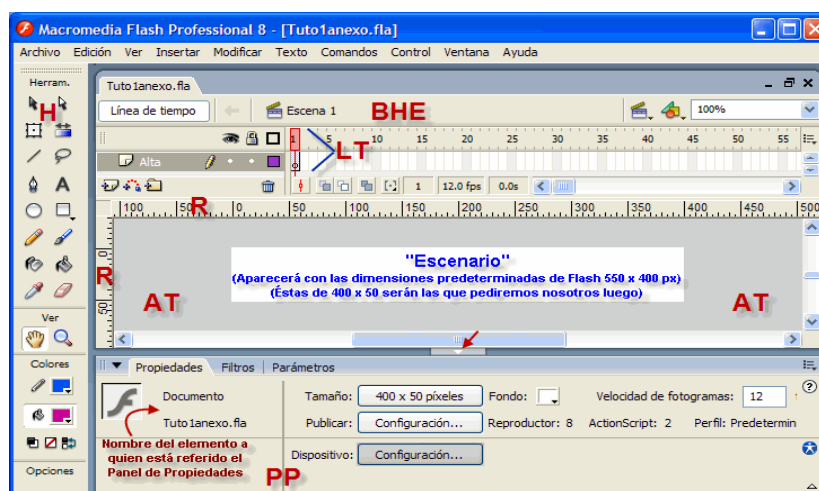 Macromedia Flash Professional 8 - [Tuto1anexo.fla]
Archivo Edición Ver Insertar Modificar Texto Comandos Control Ventana Ayuda
Herram.
H
Ver
Colores
Opciones
Tuto1anexo.fla
Línea de tiempo
Escena 1
BHE
100%
1 5 10 15 20 25 30 35 40 45 50 55
LT
Alta
1 12.0 fps 0.0s
100 50 0 50 100 150 200 250 300 350 400 450 500
R
0
R
50
"Escenario"
(Aparecerá con las dimensiones predeterminadas de Flash 550 x 400 px)
(Éstas de 400 x 50 serán las que pediremos nosotros luego)
AT AT
Propiedades Filtros Parámetros
Documento Tamaño: 400 x 50 píxeles Fondo: Velocidad de fotogramas: 12
Tuto1anexo.fla Publicar: Configuración... Reproductor: 8 ActionScript: 2 Perfil: Predetermin
Nombre del elemento a
quien está referido el
Panel de Propiedades
Dispositivo: Configuración...
PP